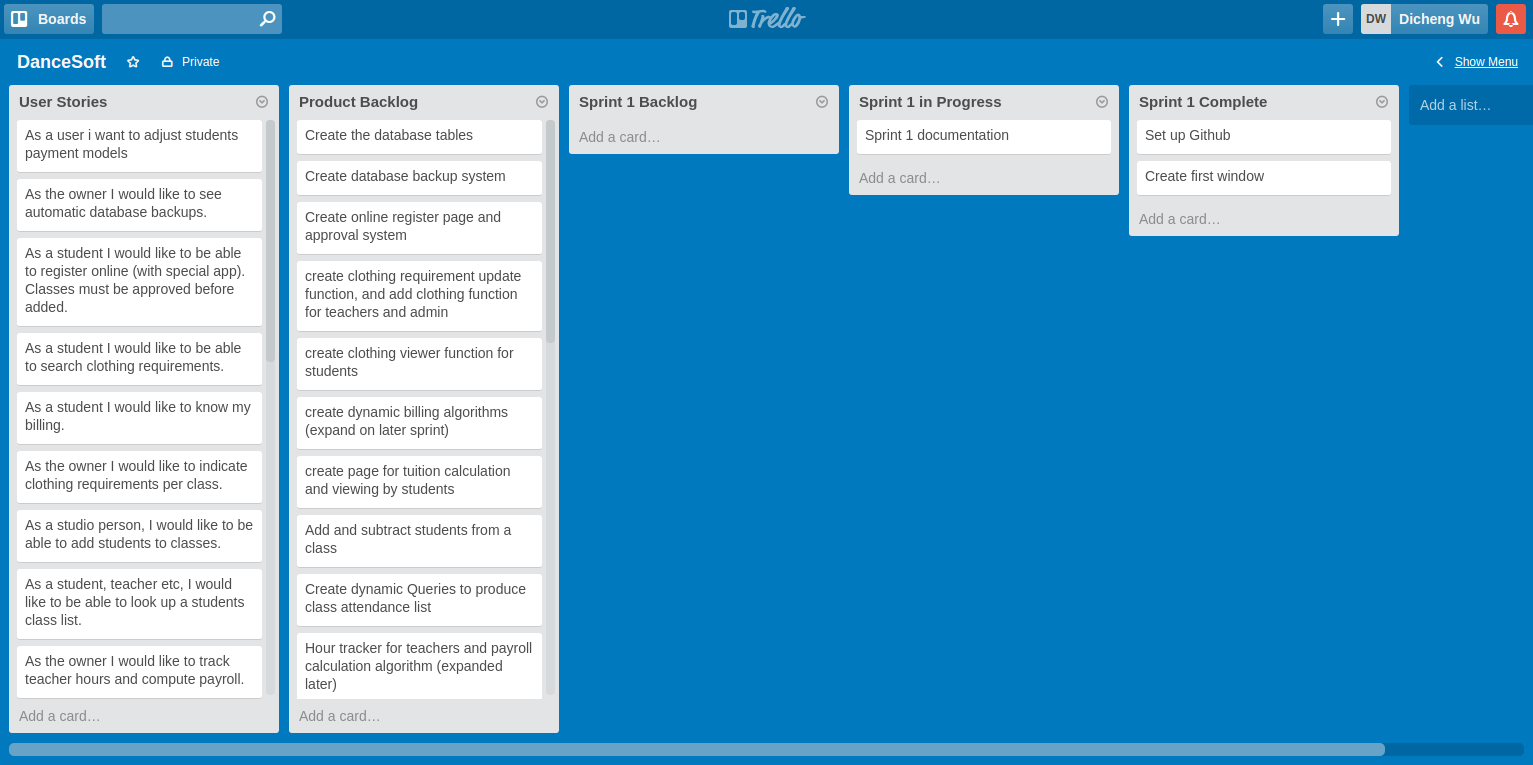 Boards
Trello
DW Dicheng Wu
DanceSoft
Private
Show Menu
User Stories
As a user i want to adjust students
payment models
As the owner I would like to see
automatic database backups.
As a student I would like to be able
to register online (with special app).
Classes must be approved before
added.
As a student I would like to be able
to search clothing requirements.
As a student I would like to know my
billing.
As the owner I would like to indicate
clothing requirements per class.
As a studio person, I would like to be
able to add students to classes.
As a student, teacher etc, I would
like to be able to look up a students
class list.
As the owner I would like to track
teacher hours and compute payroll.
Add a card…
Product Backlog
Create the database tables
Create database backup system
Create online register page and
approval system
create clothing requirement update
function, and add clothing function
for teachers and admin
create clothing viewer function for
students
create dynamic billing algorithms
(expand on later sprint)
create page for tuition calculation
and viewing by students
Add and subtract students from a
class
Create dynamic Queries to produce
class attendance list
Hour tracker for teachers and payroll
calculation algorithm (expanded
later)
Add a card…
Sprint 1 Backlog
Add a card…
Sprint 1 in Progress
Sprint 1 documentation
Add a card…
Sprint 1 Complete
Set up Github
Create first window
Add a card…
Add a list…